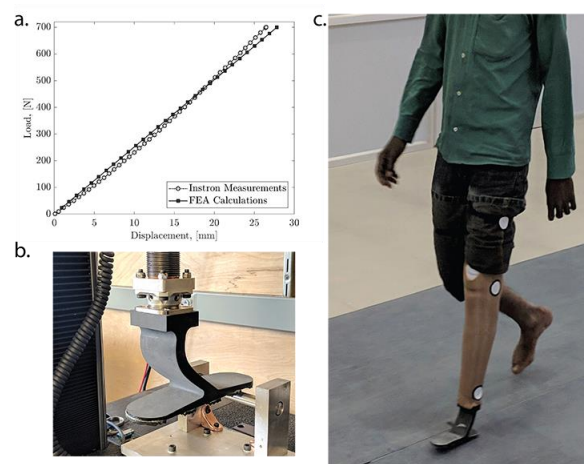 a.
700
600
500
400
300
200
100
0
Load, [N]
Instron Measurements
FEA Calculations
0 5 10 15 20 25 30
Displacement, [mm]
b.
c.